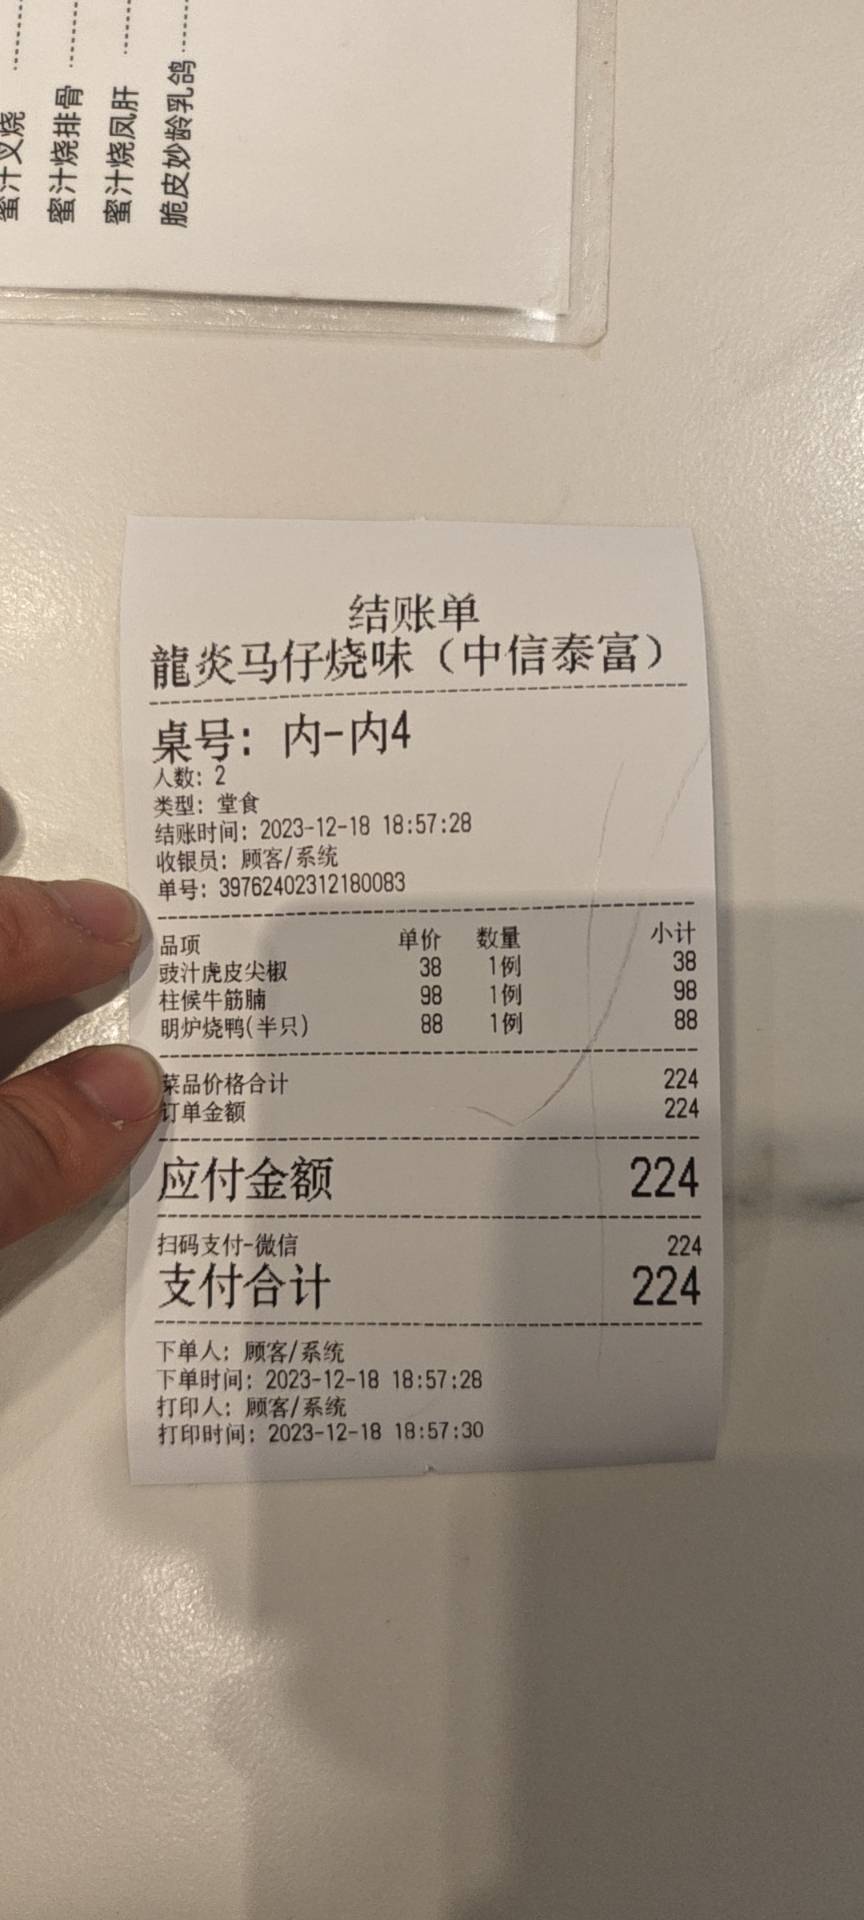 蜜汁叉烧
蜜汁烧排骨
蜜汁烧凤肝
脆皮妙龄乳鸽
结账单
龍炎马仔烧味（中信泰富）
桌号：内-内4
人数：2
类型：堂食
结账时间：2023-12-18 18:57:28
收银员：顾客/系统
单号：39762402312180083
品项 单价 数量 小计
豉汁虎皮尖椒 38 1例 38
柱候牛筋腩 98 1例 98
明炉烧鸭(半只) 88 1例 88
菜品价格合计 224
订单金额 224
应付金额 224
扫码支付-微信 224
支付合计 224
下单人：顾客/系统
下单时间：2023-12-18 18:57:28
打印人：顾客/系统
打印时间：2023-12-18 18:57:30